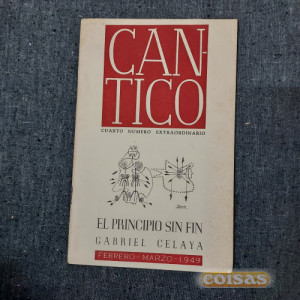 CAN-
TICO
CUARTO NUMERO EXTRAORDINARIO
EL PRINCIPIO SIN FIN
GABRIEL CELAYA
FEBRERO-MARZO-1949
coisas